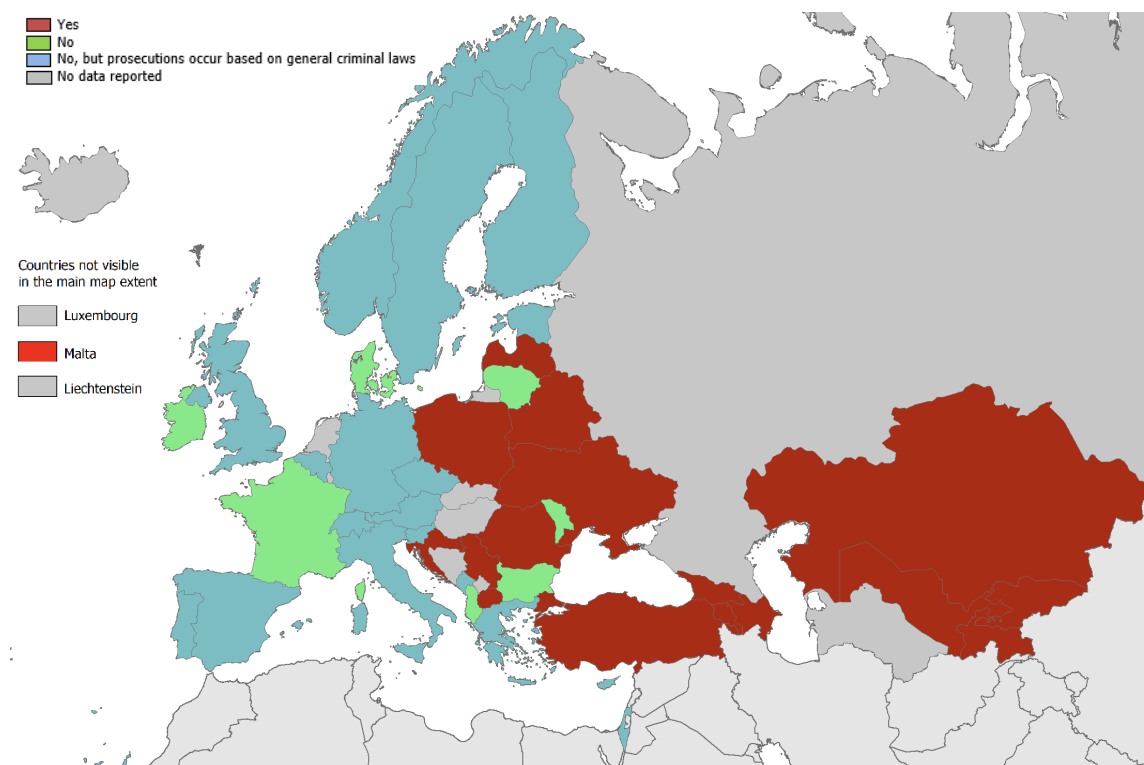 Yes
No
No, but prosecutions occur based on general criminal laws
No data reported
Countries not visible
in the main map extent
Luxembourg
Malta
Liechtenstein